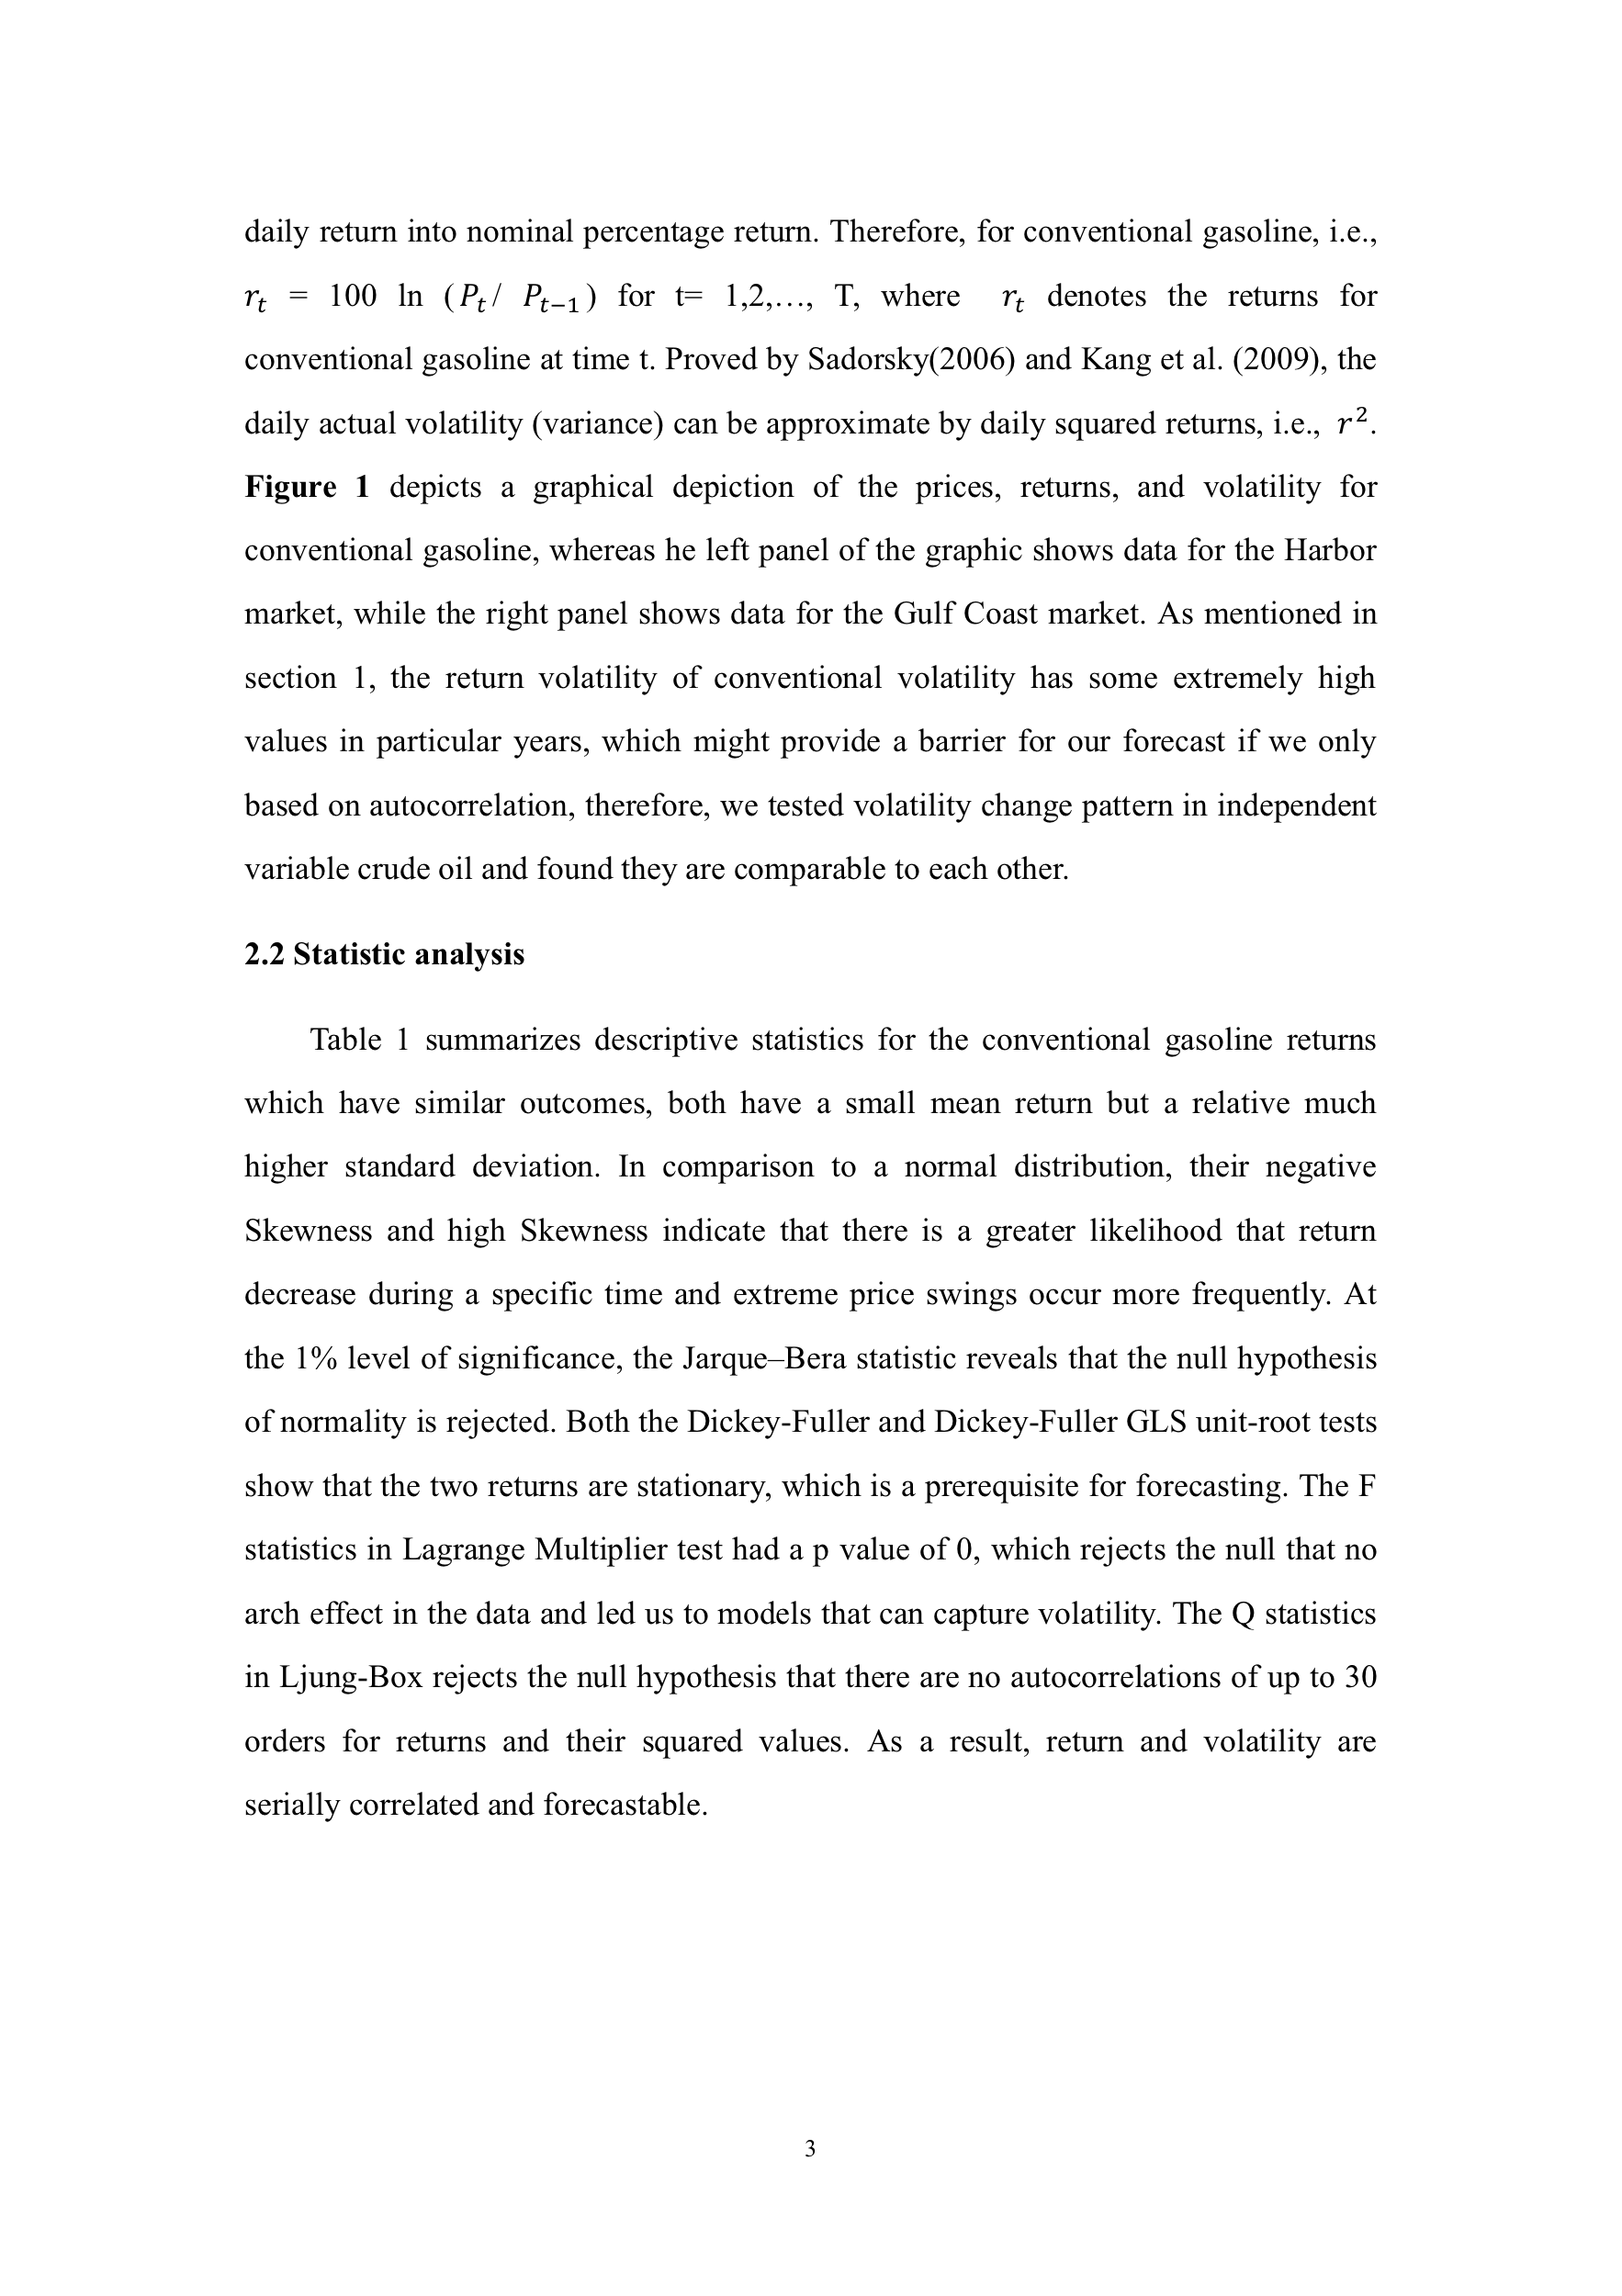 daily return into nominal percentage return. Therefore, for conventional gasoline, i.e.,
𝑟𝑡 = 100 ln (𝑃𝑡/ 𝑃𝑡−1) for t= 1,2,…, T, where 𝑟𝑡 denotes the returns for
conventional gasoline at time t. Proved by Sadorsky(2006) and Kang et al. (2009), the
daily actual volatility (variance) can be approximate by daily squared returns, i.e., 𝑟².
Figure 1 depicts a graphical depiction of the prices, returns, and volatility for
conventional gasoline, whereas he left panel of the graphic shows data for the Harbor
market, while the right panel shows data for the Gulf Coast market. As mentioned in
section 1, the return volatility of conventional volatility has some extremely high
values in particular years, which might provide a barrier for our forecast if we only
based on autocorrelation, therefore, we tested volatility change pattern in independent
variable crude oil and found they are comparable to each other.
2.2 Statistic analysis
Table 1 summarizes descriptive statistics for the conventional gasoline returns
which have similar outcomes, both have a small mean return but a relative much
higher standard deviation. In comparison to a normal distribution, their negative
Skewness and high Skewness indicate that there is a greater likelihood that return
decrease during a specific time and extreme price swings occur more frequently. At
the 1% level of significance, the Jarque–Bera statistic reveals that the null hypothesis
of normality is rejected. Both the Dickey-Fuller and Dickey-Fuller GLS unit-root tests
show that the two returns are stationary, which is a prerequisite for forecasting. The F
statistics in Lagrange Multiplier test had a p value of 0, which rejects the null that no
arch effect in the data and led us to models that can capture volatility. The Q statistics
in Ljung-Box rejects the null hypothesis that there are no autocorrelations of up to 30
orders for returns and their squared values. As a result, return and volatility are
serially correlated and forecastable.
3